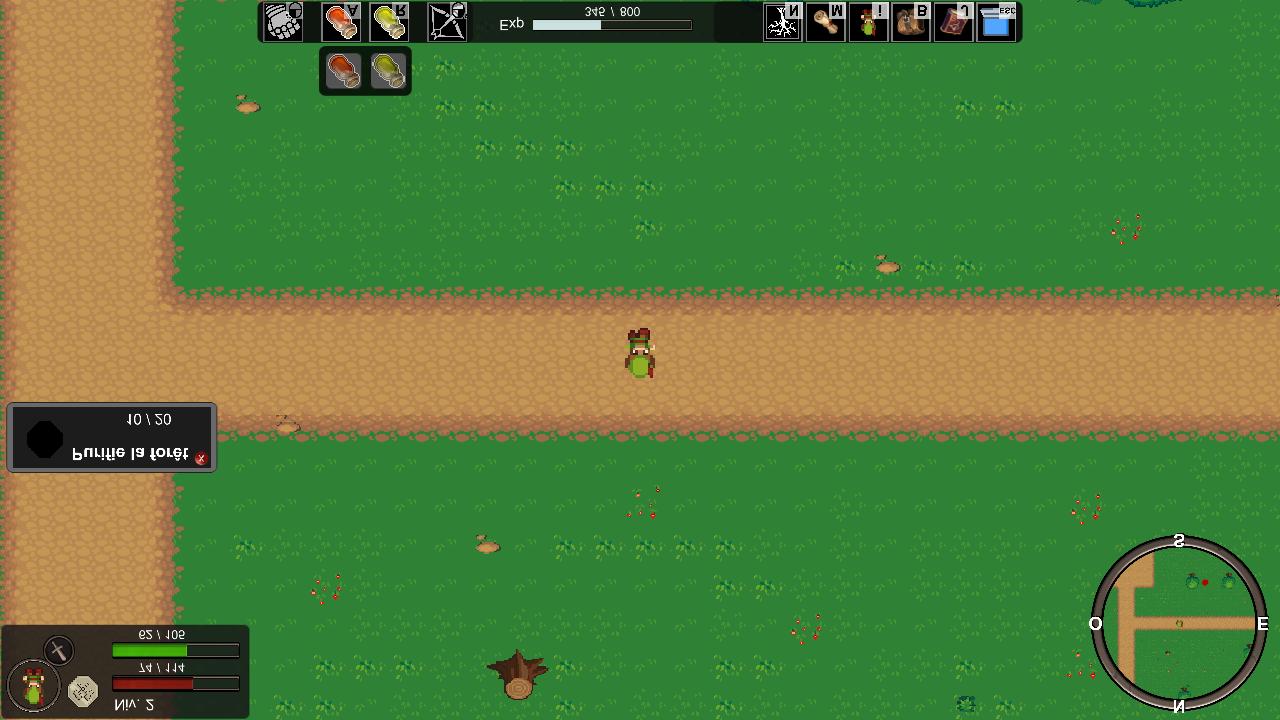 Niv. 2
74 / 114
62 / 105
N
O E
S
Purifie la forêt x
10 / 20
Exp 345 / 800
A R N M I B J ESC